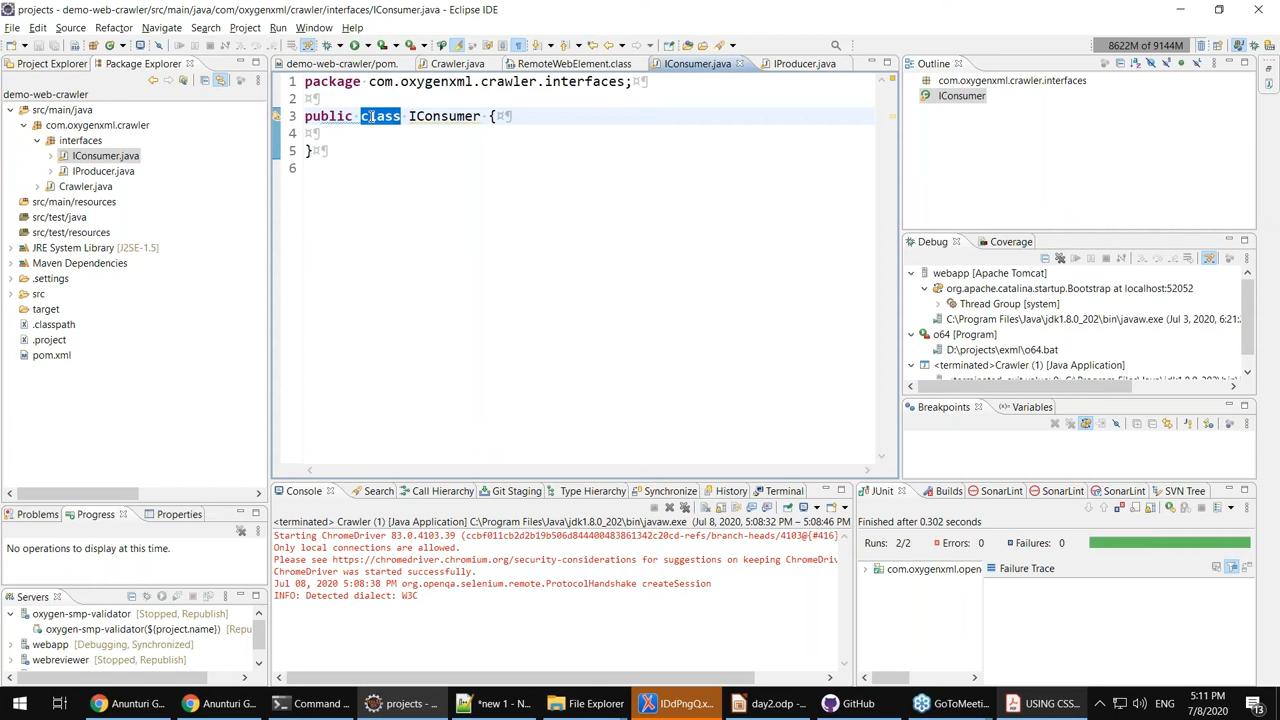 projects - demo-web-crawler/src/main/java/com/oxygenxml/crawler/interfaces/IConsumer.java - Eclipse IDE
File Edit Source Refactor Navigate Search Project Run Window Help
8622M of 9144M
Project Explorer
Package Explorer
demo-web-crawler
src/main/java
com.oxygenxml.crawler
interfaces
IConsumer.java
IProducer.java
Crawler.java
src/main/resources
src/test/java
src/test/resources
JRE System Library [J2SE-1.5]
Maven Dependencies
.settings
src
target
.classpath
.project
pom.xml
demo-web-crawler/pom.
Crawler.java
RemoteWebElement.class
IConsumer.java
IProducer.java
1 package com.oxygenxml.crawler.interfaces;¤¶
2 ¤¶
3 public class IConsumer {¤¶
4 ¤¶
5 }¤¶
6
Outline
com.oxygenxml.crawler.interfaces
IConsumer
Debug
Coverage
webapp [Apache Tomcat]
org.apache.catalina.startup.Bootstrap at localhost:52052
Thread Group [system]
C:\Program Files\Java\jdk1.8.0_202\bin\javaw.exe (Jul 3, 2020, 6:21:
o64 [Program]
D:\projects\exml\o64.bat
<terminated>Crawler (1) [Java Application]
Breakpoints
(x)= Variables
Problems
Progress
Properties
No operations to display at this time.
Servers
oxygen-smp-validator [Stopped, Republish]
oxygen-smp-validator(${project.name}) [Repu
webapp [Debugging, Synchronized]
webreviewer [Stopped, Republish]
Console
Search
Call Hierarchy
Git Staging
Type Hierarchy
Synchronize
History
Terminal
<terminated> Crawler (1) [Java Application] C:\Program Files\Java\jdk1.8.0_202\bin\javaw.exe (Jul 8, 2020, 5:08:32 PM – 5:08:46 PM)
Starting ChromeDriver 83.0.4103.39 (ccbf011cb2d2b19b506d844400483861342c20cd-refs/branch-heads/4103@{#416}
Only local connections are allowed.
Please see https://chromedriver.chromium.org/security-considerations for suggestions on keeping ChromeDriv
ChromeDriver was started successfully.
Jul 08, 2020 5:08:38 PM org.openqa.selenium.remote.ProtocolHandshake createSession
INFO: Detected dialect: W3C
JUnit
Builds
SonarLint
SonarLint
SonarLint
SVN Tree
Finished after 0.302 seconds
Runs: 2/2 Errors: 0 Failures: 0
com.oxygenxml.open
Failure Trace
Anunturi G...
Anunturi G...
Command ...
projects - ...
*new 1 - N...
File Explorer
IDdPngQ.x...
day2.odp - ...
GitHub
GoToMeeti...
USING CSS...
ENG
5:11 PM
7/8/2020
13